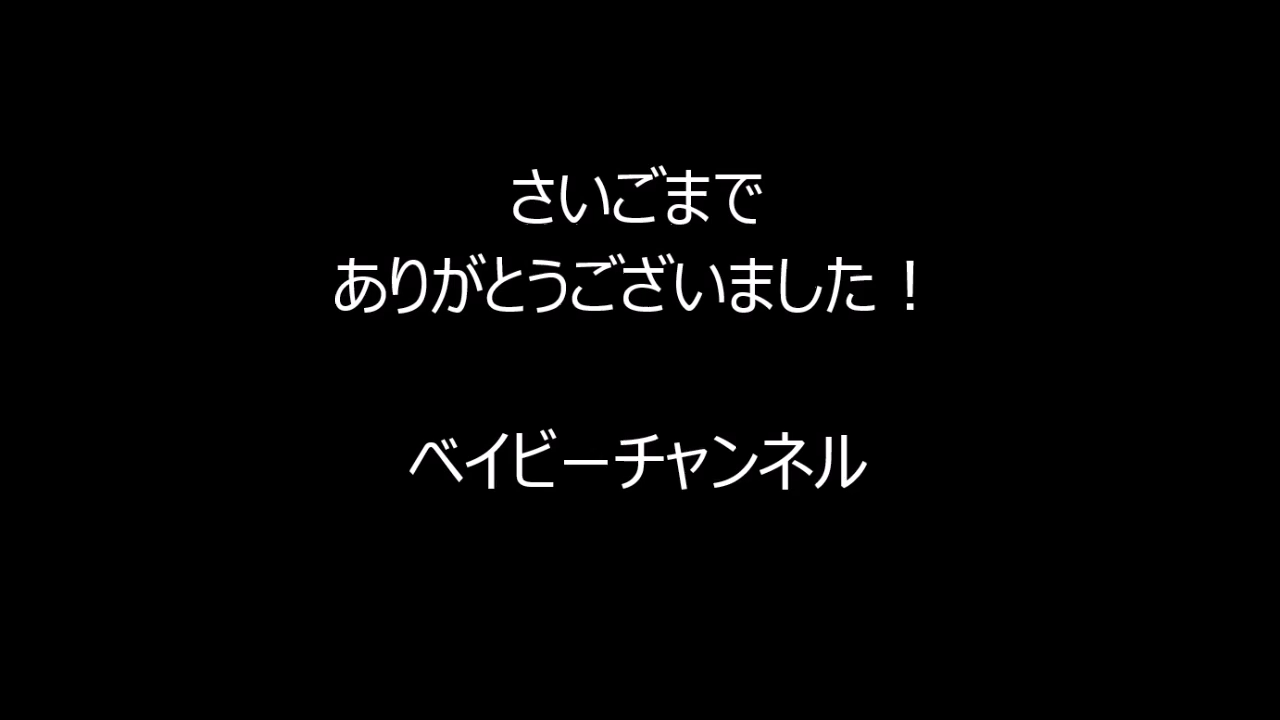 さいごまで
ありがとうございました！
ベイビーチャンネル